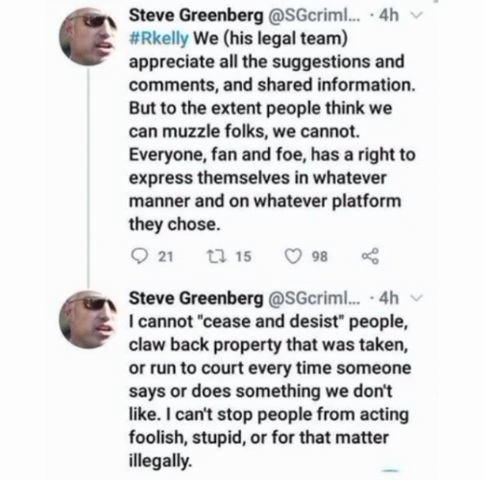 Steve Greenberg @SGcriml... · 4h
#Rkelly We (his legal team)
appreciate all the suggestions and
comments, and shared information.
But to the extent people think we
can muzzle folks, we cannot.
Everyone, fan and foe, has a right to
express themselves in whatever
manner and on whatever platform
they chose.
21 15 98
Steve Greenberg @SGcriml... · 4h
I cannot "cease and desist" people,
claw back property that was taken,
or run to court every time someone
says or does something we don't
like. I can't stop people from acting
foolish, stupid, or for that matter
illegally.